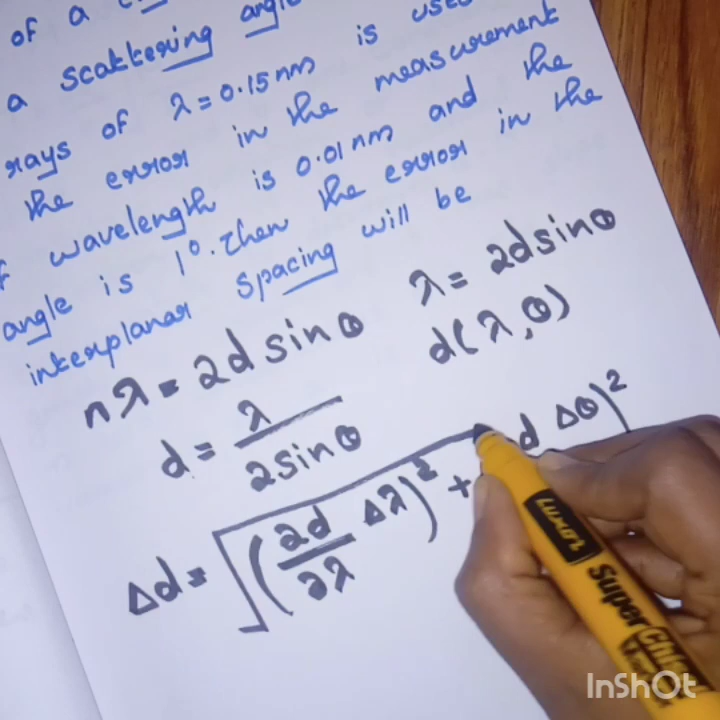 of a
a scattering angle
rays of λ = 0.15 nm is used
the error in the measurement
f wavelength is 0.01 nm and the
angle is 1°. Then the error in the
interplanar spacing will be
nλ = 2d sinθ
λ = 2d sinθ
d = λ / 2 sinθ
d(λ, θ)
Δd = √(∂d/∂λ Δλ)² + d Δθ)²
LUXOR
Super
InShOt